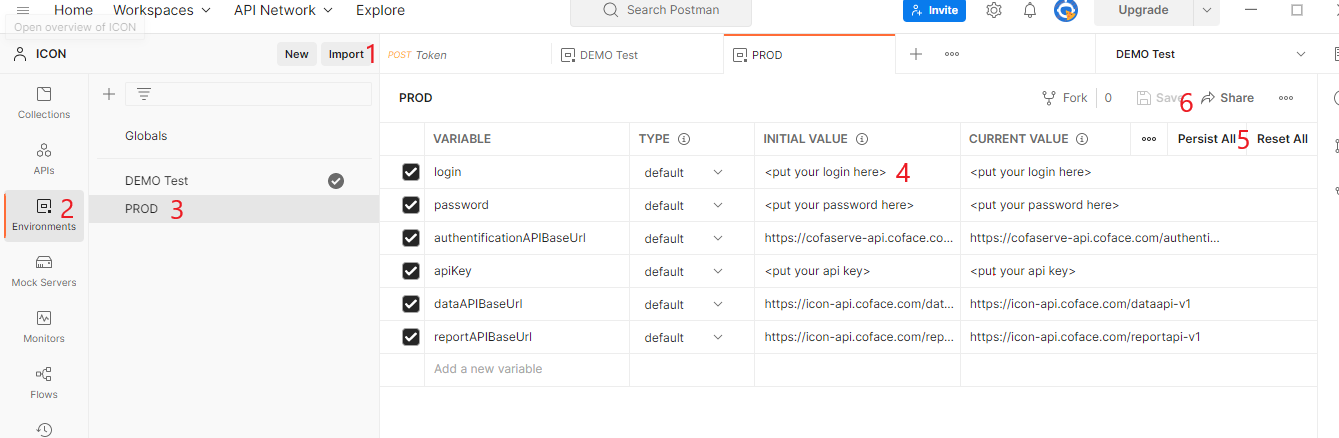 Home Workspaces API Network Explore Search Postman Invite Upgrade
Open overview of ICON
ICON New Import 1 POST Token DEMO Test PROD DEMO Test
Collections
APIs
2 Environments
Mock Servers
Monitors
Flows
Globals
DEMO Test
PROD 3
PROD Fork 0 Save 6 Share
VARIABLE TYPE INITIAL VALUE CURRENT VALUE Persist All 5 Reset All
login default <put your login here> 4 <put your login here>
password default <put your password here> <put your password here>
authentificationAPIBaseUrl default https://cofaserve-api.coface.co... https://cofaserve-api.coface.com/authenti...
apiKey default <put your api key> <put your api key>
dataAPIBaseUrl default https://icon-api.coface.com/dat... https://icon-api.coface.com/dataapi-v1
reportAPIBaseUrl default https://icon-api.coface.com/rep... https://icon-api.coface.com/reportapi-v1
Add a new variable